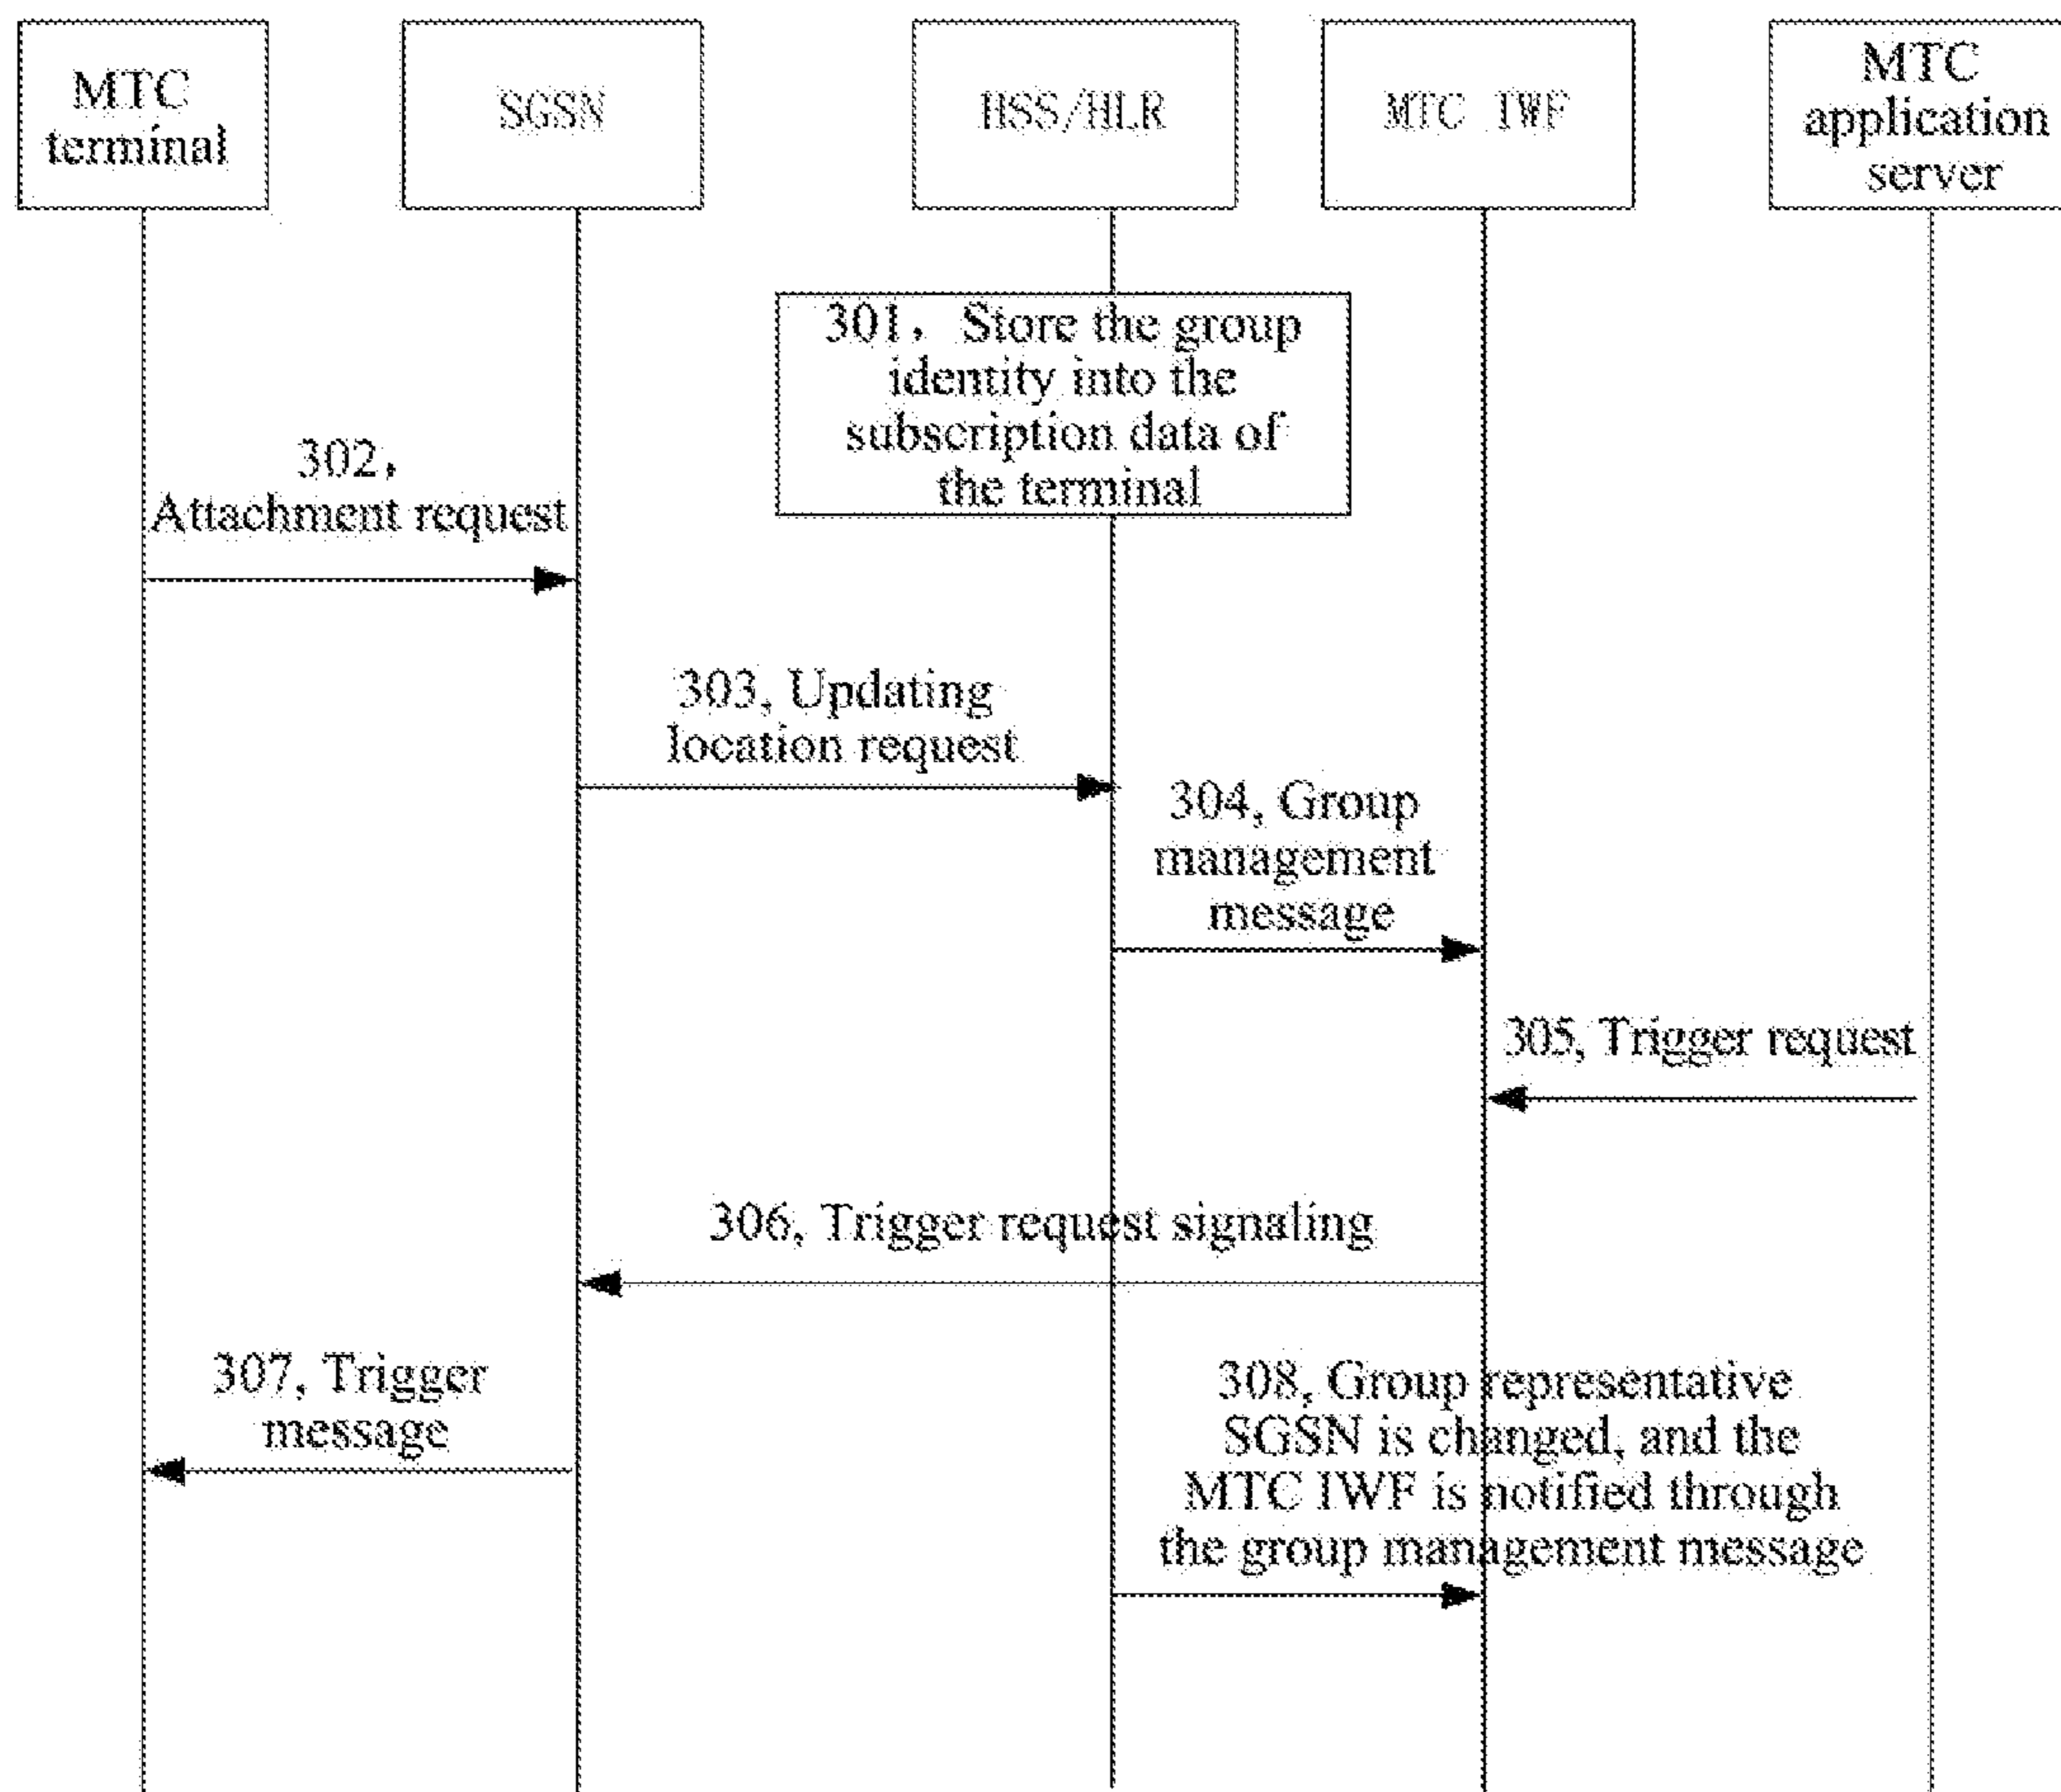 MTC
terminal
SGSN
HSS/HLR
MTC IWF
MTC
application
server
301, Store the group
identity into the
subscription data of
the terminal
302,
Attachment request
303, Updating
location request
304, Group
management
message
305, Trigger request
306, Trigger request signaling
307, Trigger
message
308, Group representative
SGSN is changed, and the
MTC IWF is notified through
the group management message